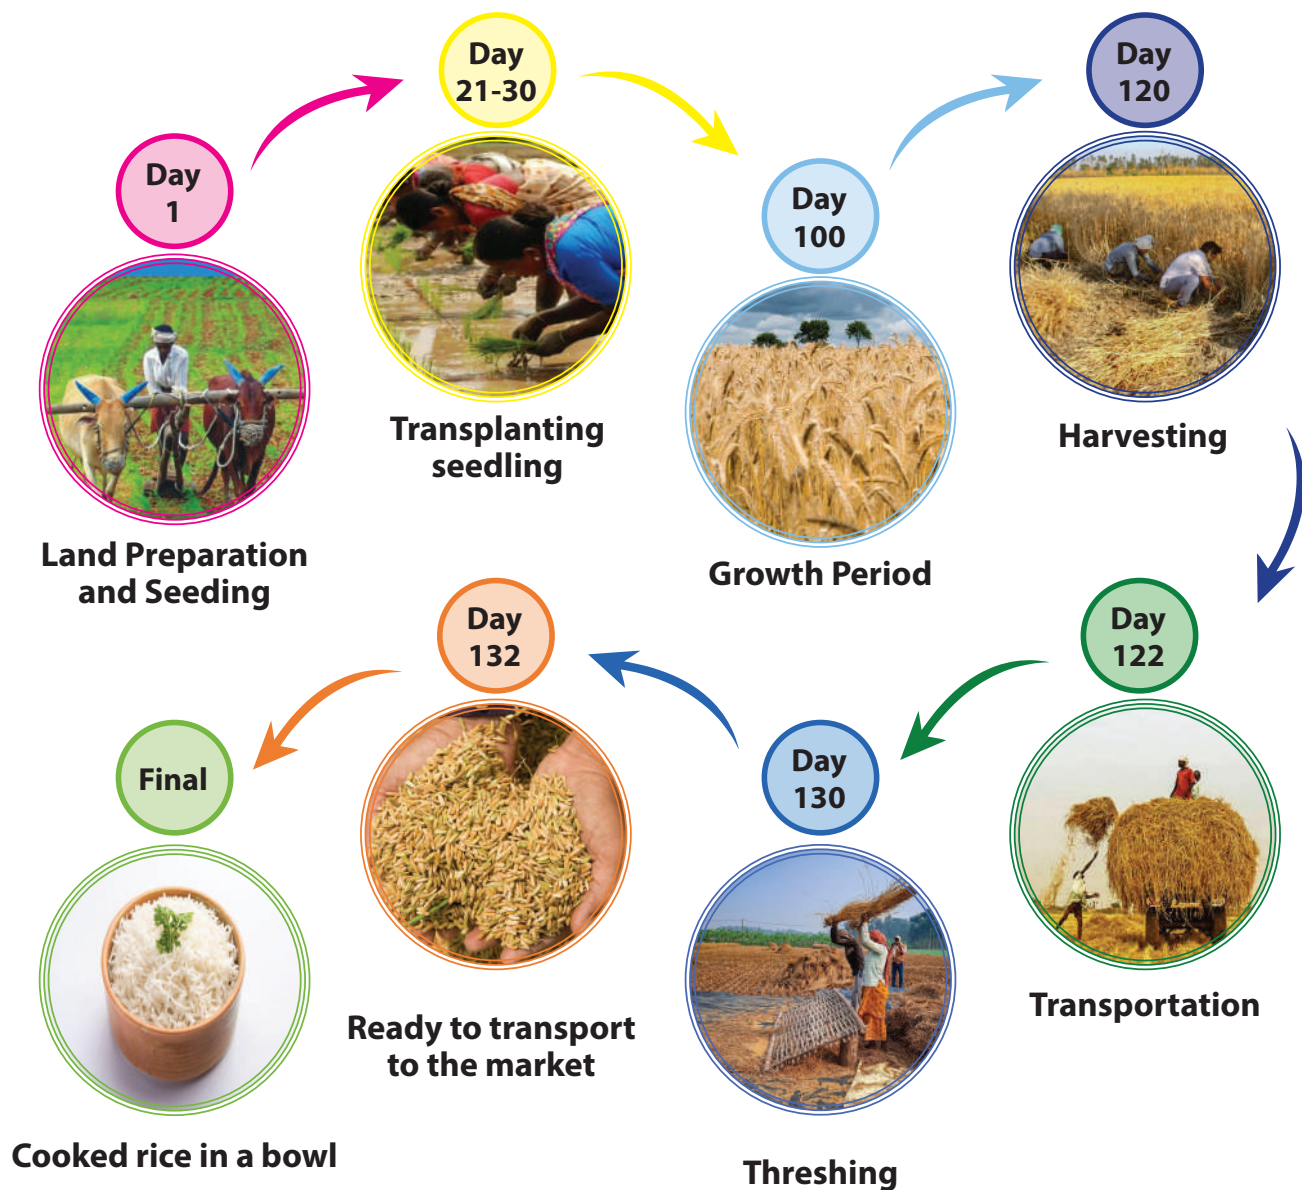 Day
1
Land Preparation
and Seeding
Day
21-30
Transplanting
seedling
Day
100
Growth Period
Day
120
Harvesting
Day
122
Transportation
Day
130
Threshing
Day
132
Ready to transport
to the market
Final
Cooked rice in a bowl